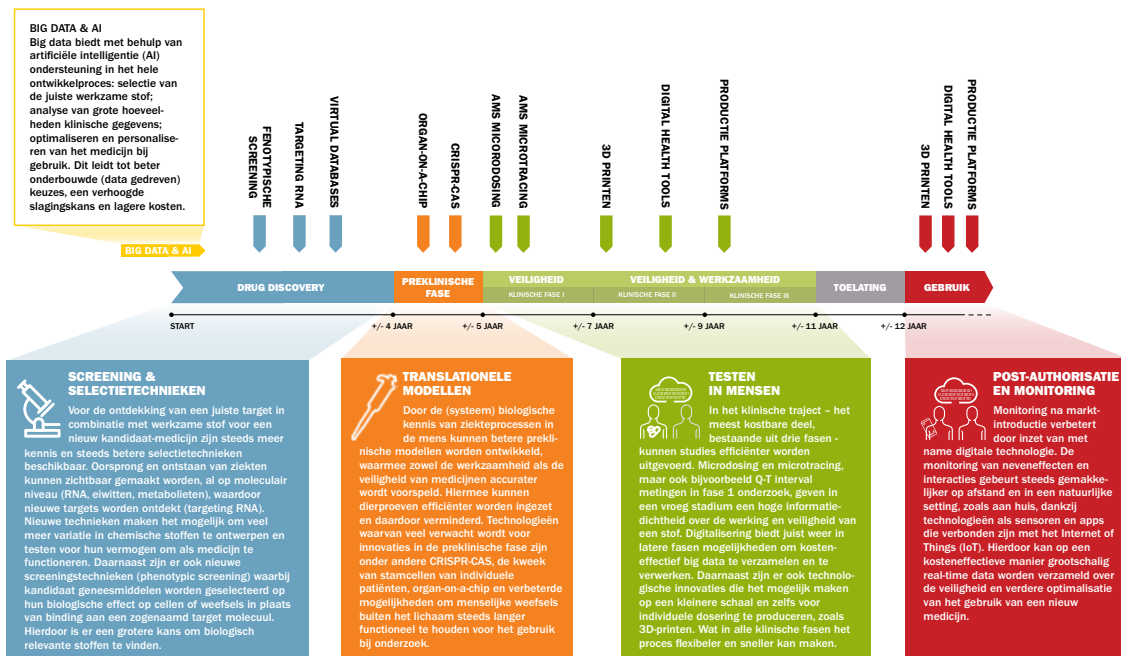 BIG DATA & AI
Big data biedt met behulp van
artificiële intelligentie (AI)
ondersteuning in het hele
ontwikkelproces: selectie van
de juiste werkzame stof;
analyse van grote hoeveel-
heden klinische gegevens;
optimaliseren en personalise-
ren van het medicijn bij
gebruik. Dit leidt tot beter
onderbouwde (data gedreven)
keuzes, een verhoogde
slagingskans en lagere kosten.
BIG DATA & AI
FENOTYPISCHE
SCREENING
TARGETING RNA
VIRTUAL DATABASES
ORGAN-ON-A-CHIP
CRISPR-CAS
AMS MICORODOSING
AMS MICROTRACING
3D PRINTEN
DIGITAL HEALTH TOOLS
PRODUCTIE PLATFORMS
3D PRINTEN
DIGITAL HEALTH TOOLS
PRODUCTIE PLATFORMS
DRUG DISCOVERY
PREKLINISCHE
FASE
VEILIGHEID
KLINISCHE FASE I
VEILIGHEID & WERKZAAMHEID
KLINISCHE FASE II
KLINISCHE FASE III
TOELATING
GEBRUIK
START
+/- 4 JAAR
+/- 5 JAAR
+/- 7 JAAR
+/- 9 JAAR
+/- 11 JAAR
+/- 12 JAAR
SCREENING &
SELECTIETECHNIEKEN
Voor de ontdekking van een juiste target in
combinatie met werkzame stof voor een
nieuw kandidaat-medicijn zijn steeds meer
kennis en steeds betere selectietechnieken
beschikbaar. Oorsprong en ontstaan van ziekten
kunnen zichtbaar gemaakt worden, al op moleculair
niveau (RNA, eiwitten, metabolieten), waardoor
nieuwe targets worden ontdekt (targeting RNA).
Nieuwe technieken maken het mogelijk om veel
meer variatie in chemische stoffen te ontwerpen en
testen voor hun vermogen om als medicijn te
functioneren. Daarnaast zijn er ook nieuwe
screeningstechnieken (phenotypic screening) waarbij
kandidaat geneesmiddelen worden geselecteerd op
hun biologische effect op cellen of weefsels in plaats
van binding aan een zogenaamd target molecuul.
Hierdoor is er een grotere kans om biologisch
relevante stoffen te vinden.
TRANSLATIONELE
MODELLEN
Door de (systeem) biologische
kennis van ziekteprocessen in
de mens kunnen betere prekli-
nische modellen worden ontwikkeld,
waarmee zowel de werkzaamheid als de
veiligheid van medicijnen accurater
wordt voorspeld. Hiermee kunnen
dierproeven efficiënter worden ingezet
en daardoor verminderd. Technologieën
waarvan veel verwacht wordt voor
innovaties in de preklinische fase zijn
onder andere CRISPR-CAS, de kweek
van stamcellen van individuele
patiënten, organ-on-a-chip en verbeterde
mogelijkheden om menselijke weefsels
buiten het lichaam steeds langer
functioneel te houden voor het gebruik
bij onderzoek.
TESTEN
IN MENSEN
In het klinische traject – het
meest kostbare deel,
bestaande uit drie fasen -
kunnen studies efficiënter worden
uitgevoerd. Microdosing en microtracing,
maar ook bijvoorbeeld Q-T interval
metingen in fase 1 onderzoek, geven in
een vroeg stadium een hoge informatie-
dichtheid over de werking en veiligheid van
een stof. Digitalisering biedt juist weer in
latere fasen mogelijkheden om kosten-
effectief big data te verzamelen en te
verwerken. Daarnaast zijn er ook technolo-
gische innovaties die het mogelijk maken
op een kleinere schaal en zelfs voor
individuele dosering te produceren, zoals
3D-printen. Wat in alle klinische fasen het
proces flexibeler en sneller kan maken.
POST-AUTHORISATIE
EN MONITORING
Monitoring na markt-
introductie verbetert
door inzet van met
name digitale technologie. De
monitoring van neveneffecten en
interacties gebeurt steeds gemakke-
lijker op afstand en in een natuurlijke
setting, zoals aan huis, dankzij
technologieën als sensoren en apps
die verbonden zijn met het Internet of
Things (IoT). Hierdoor kan op een
kosteneffectieve manier grootschalig
real-time data worden verzameld over
de veiligheid en verdere optimalisatie
van het gebruik van een nieuw
medicijn.